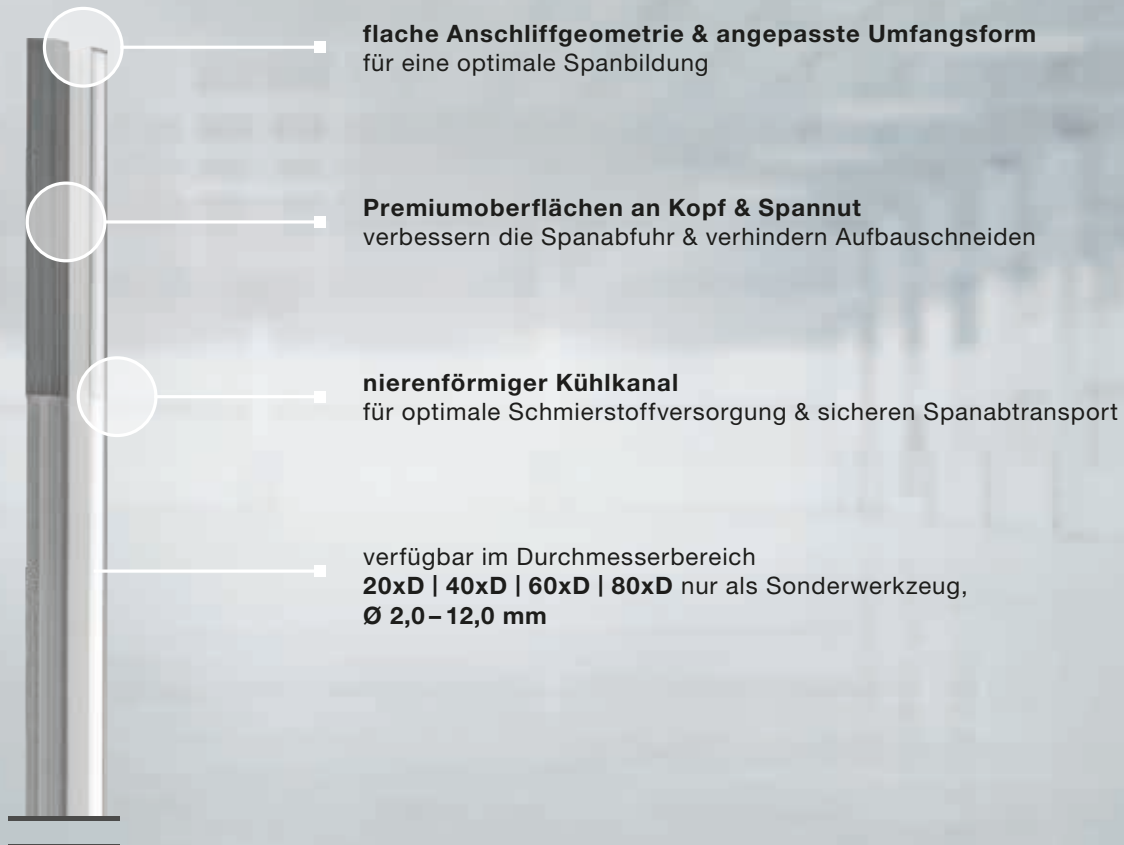 flache Anschliffgeometrie & angepasste Umfangsform
für eine optimale Spanbildung
Premiumoberflächen an Kopf & Spannut
verbessern die Spanabfuhr & verhindern Aufbauschneiden
nierenförmiger Kühlkanal
für optimale Schmierstoffversorgung & sicheren Spanabtransport
verfügbar im Durchmesserbereich
20xD | 40xD | 60xD | 80xD nur als Sonderwerkzeug,
Ø 2,0–12,0 mm